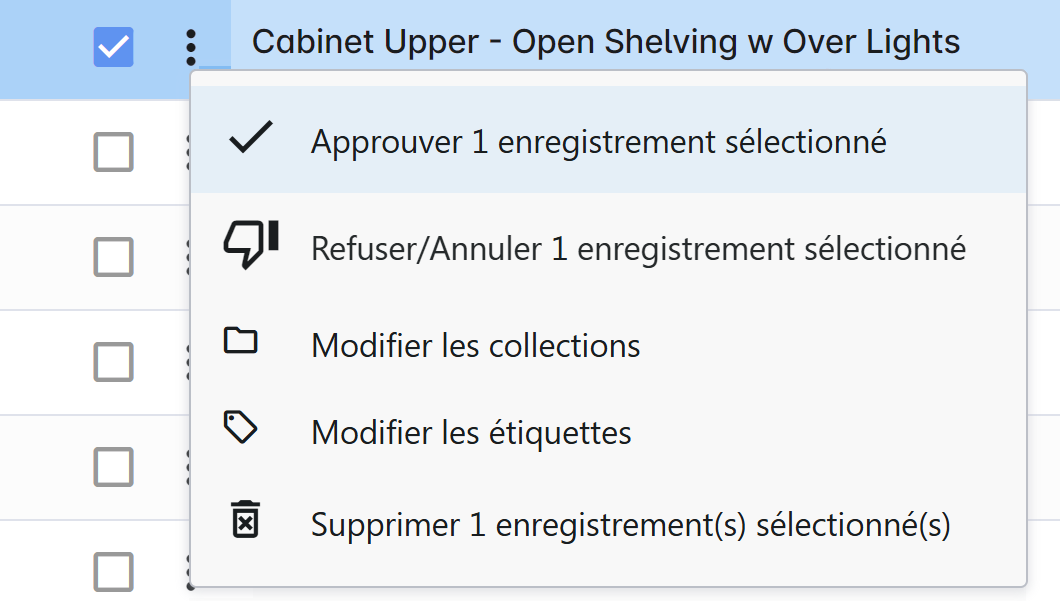 Cabinet Upper - Open Shelving w Over Lights
Approuver 1 enregistrement sélectionné
Refuser/Annuler 1 enregistrement sélectionné
Modifier les collections
Modifier les étiquettes
Supprimer 1 enregistrement(s) sélectionné(s)